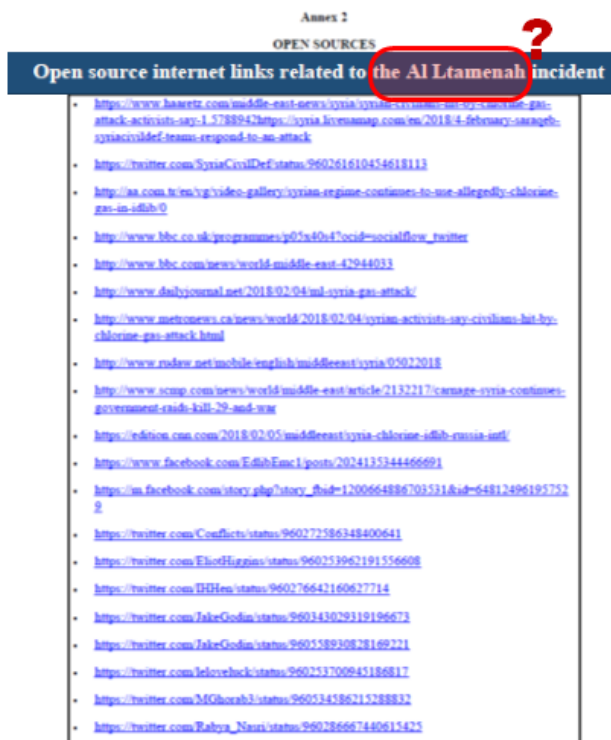 Annex 2
OPEN SOURCES
?
Open source internet links related to the Al Ltamenah incident
• https://www.haaretz.com/middle-east-news/syria/syrian-civilians-hit-by-chlorine-gas-
attack-activists-say-1.5788942https://syria.liveuamap.com/en/2018/4-february-saraqeb-
syriacivildef-teams-respond-to-an-attack
• https://twitter.com/SyriaCivilDef/status/960261610454618113
• http://aa.com.tr/en/vg/video-gallery/syrian-regime-continues-to-use-allegedly-chlorine-
gas-in-idlib/0
• http://www.bbc.co.uk/programmes/p05x40s4?ocid=socialflow_twitter
• http://www.bbc.com/news/world-middle-east-42944033
• http://www.dailyjournal.net/2018/02/04/ml-syria-gas-attack/
• http://www.metronews.ca/news/world/2018/02/04/syrian-activists-say-civilians-hit-by-
chlorine-gas-attack.html
• http://www.rudaw.net/mobile/english/middleeast/syria/05022018
• http://www.scmp.com/news/world/middle-east/article/2132217/carnage-syria-continues-
government-raids-kill-29-and-war
• https://edition.cnn.com/2018/02/05/middleeast/syria-chlorine-idlib-russia-intl/
• https://www.facebook.com/EdlibEmc1/posts/2024135344466691
• https://m.facebook.com/story.php?story_fbid=1200664886703531&id=64812496195752
9
• https://twitter.com/Conflicts/status/960272586348400641
• https://twitter.com/EliotHiggins/status/960253962191556608
• https://twitter.com/IHHen/status/960276642160627714
• https://twitter.com/JakeGodin/status/960343029319196673
• https://twitter.com/JakeGodin/status/960558930828169221
• https://twitter.com/leloveluck/status/960253700945186817
• https://twitter.com/MGhorab3/status/960534586215288832
• https://twitter.com/Rabya_Nasri/status/960286667440615425